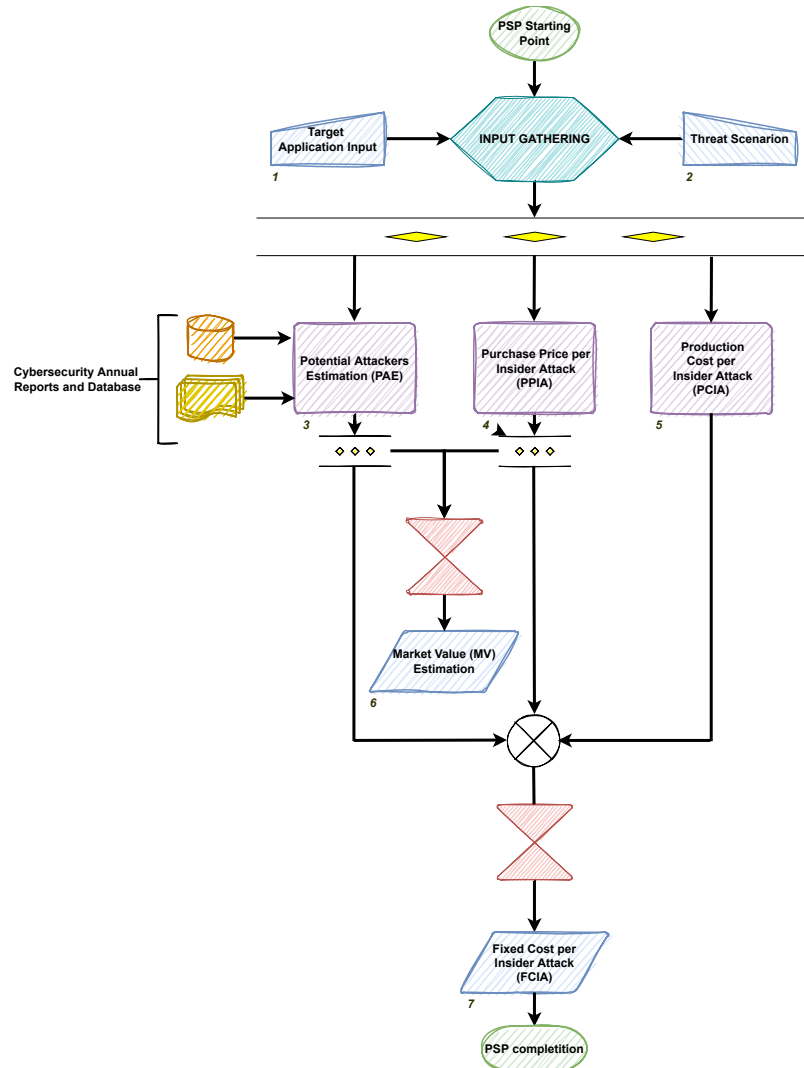 PSP Starting
Point
Target
Application Input
INPUT GATHERING
Threat Scenarion
1
2
Cybersecurity Annual
Reports and Database
Potential Attackers
Estimation (PAE)
Purchase Price per
Insider Attack
(PPIA)
Production
Cost per
Insider Attack
(PCIA)
3
4
5
Market Value (MV)
Estimation
6
Fixed Cost per
Insider Attack
(FCIA)
7
PSP completition